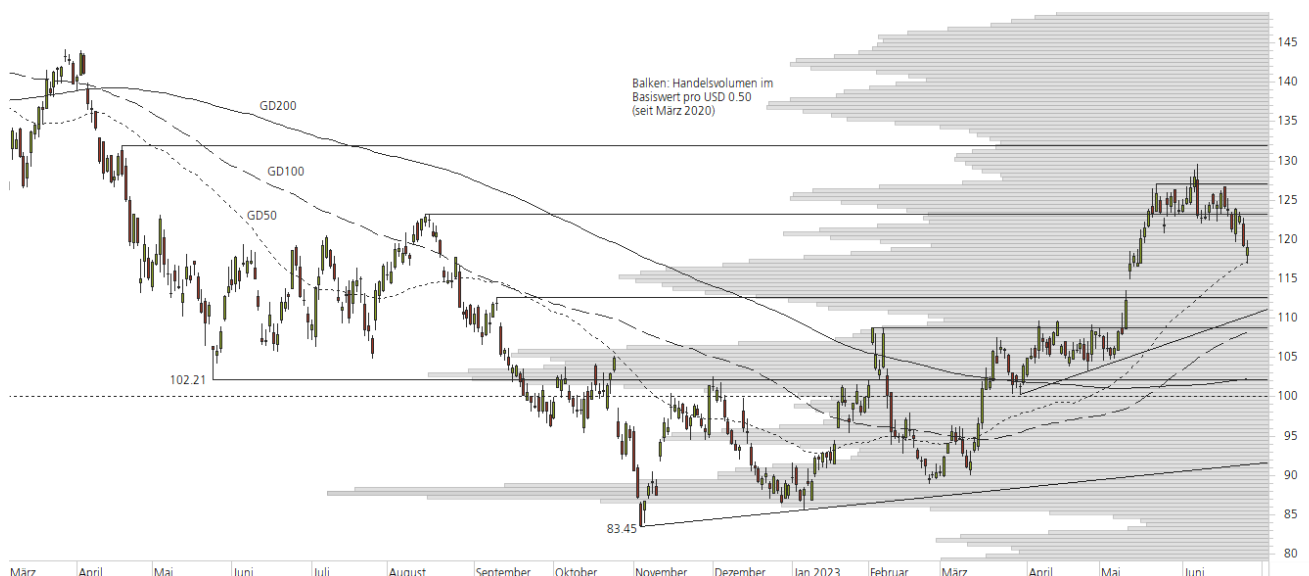 Balken: Handelsvolumen im
Basiswert pro USD 0.50
(seit März 2020)
GD200
GD100
GD50
102.21
83.45
145
140
135
130
125
120
115
110
105
100
95
90
85
80
März April Mai Juni Juli August September Oktober November Dezember Jan 2023 Februar März April Mai Juni